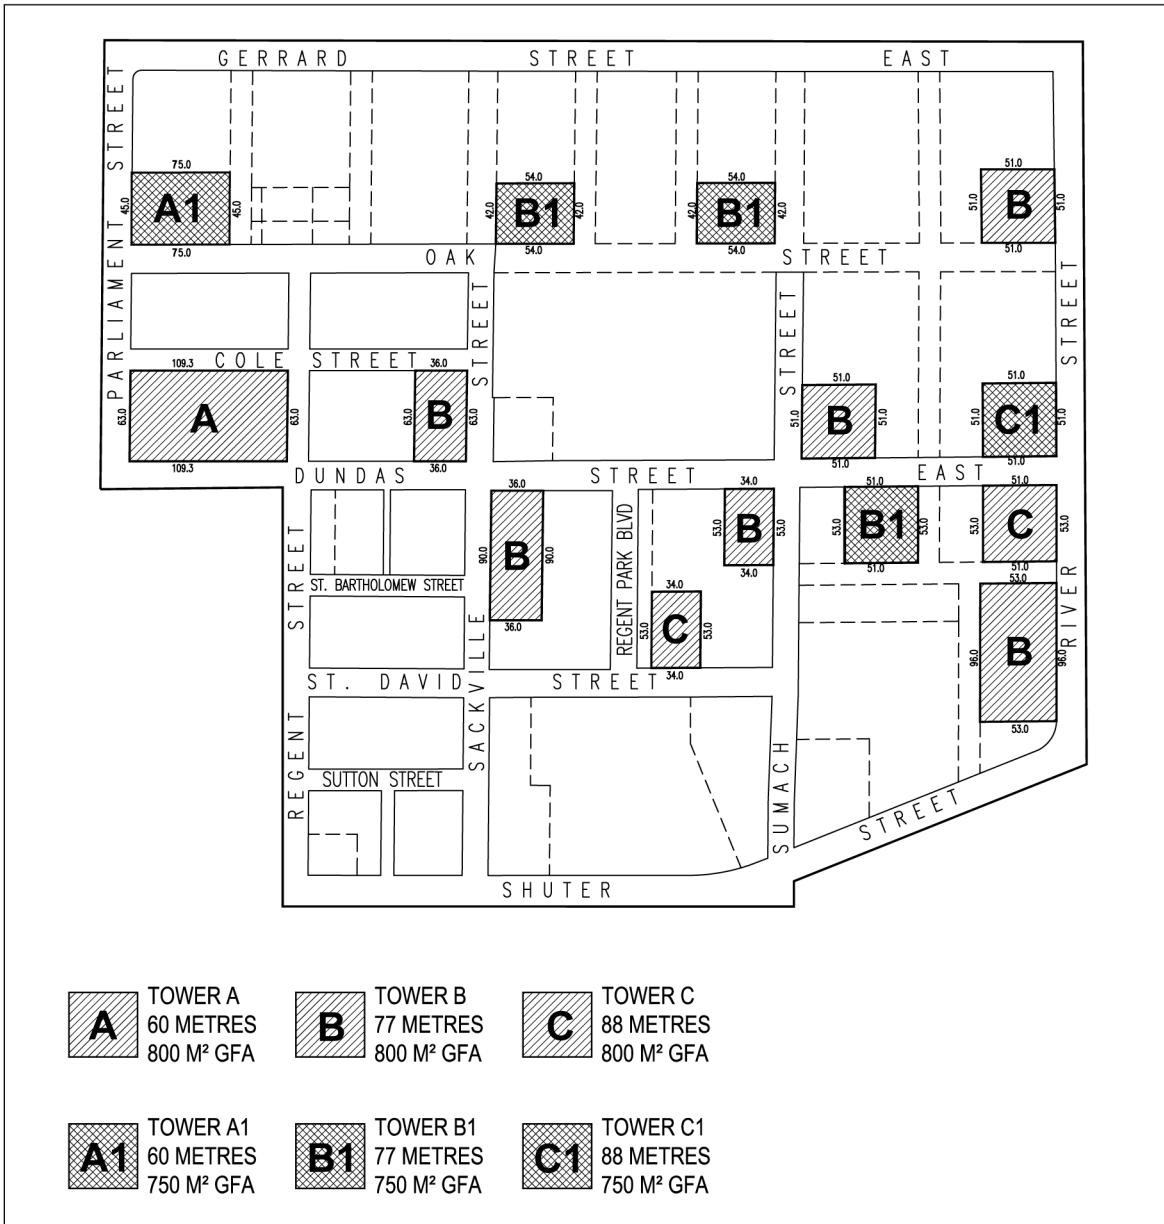 GERRARD STREET EAST
PARLIAMENT STREET
75.0
45.0 A1 45.0
75.0
54.0
42.0 B1 42.0
54.0
54.0
42.0 B1 42.0
54.0
51.0
51.0 B 51.0
51.0
OAK STREET
STREET
STREET
STREET
COLE STREET
109.3
63.0 A 63.0
109.3
36.0
63.0 B 63.0
36.0
51.0
51.0 B 51.0
51.0
51.0
51.0 C1 51.0
51.0
DUNDAS STREET EAST
36.0
90.0 B 90.0
36.0
REGENT PARK BLVD
34.0
53.0 B 53.0
34.0
34.0
53.0 C 53.0
34.0
51.0
53.0 B1 53.0
51.0
51.0
53.0 C 53.0
51.0
53.0
96.0 B 96.0
53.0
RIVER
REGENT STREET
ST. BARTHOLOMEW STREET
SACKVILLE
ST. DAVID STREET
SUTTON STREET
SUMACH
SHUTER STREET
A
TOWER A
60 METRES
800 M² GFA
B
TOWER B
77 METRES
800 M² GFA
C
TOWER C
88 METRES
800 M² GFA
A1
TOWER A1
60 METRES
750 M² GFA
B1
TOWER B1
77 METRES
750 M² GFA
C1
TOWER C1
88 METRES
750 M² GFA